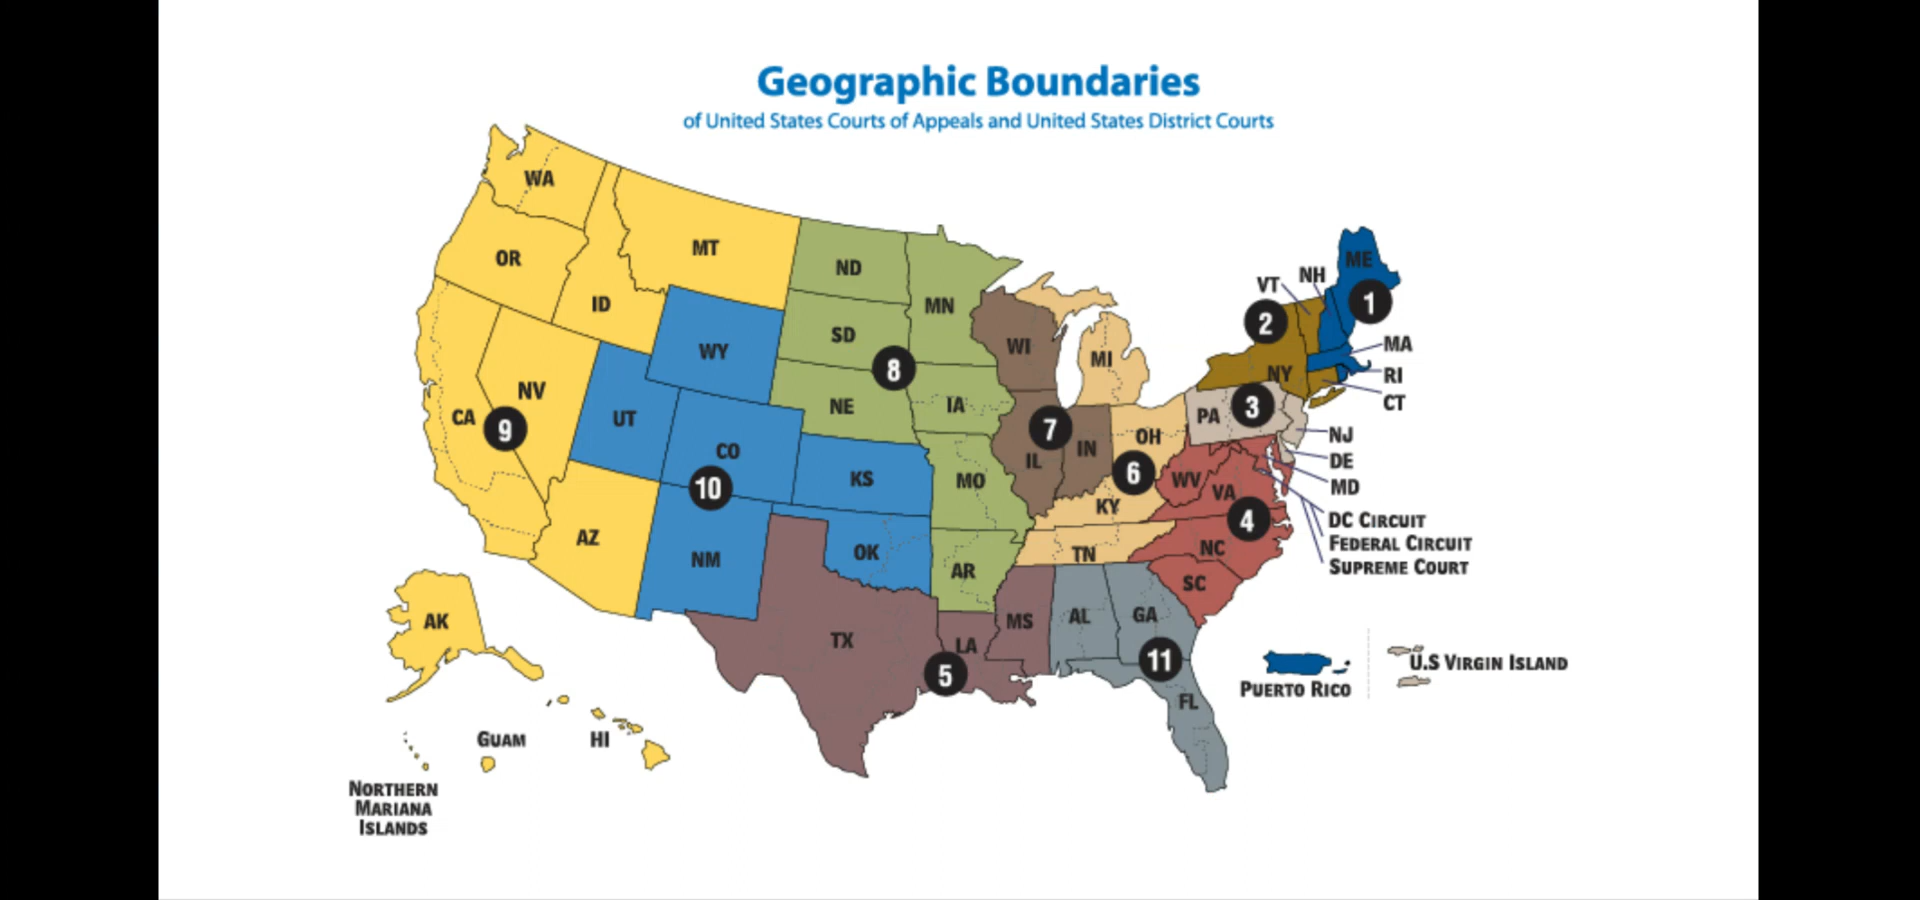 Geographic Boundaries
of United States Courts of Appeals and United States District Courts
WA
OR
MT
ID
ND
MN
SD
WY
NV
CA
9
UT
CO
10
NE
8
IA
KS
MO
WI
MI
7
IL
IN
OH
6
KY
TN
AZ
NM
OK
AR
TX
LA
5
MS
AL
GA
11
FL
SC
NC
4
VA
WV
PA
3
NY
2
VT
NH
ME
1
MA
RI
CT
NJ
DE
MD
DC CIRCUIT
FEDERAL CIRCUIT
SUPREME COURT
AK
HI
GUAM
NORTHERN
MARIANA
ISLANDS
PUERTO RICO
U.S VIRGIN ISLAND